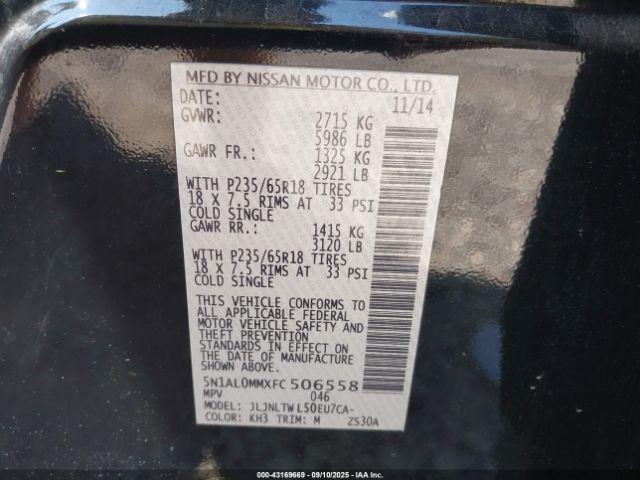 MFD BY NISSAN MOTOR CO., LTD.
DATE: 11/14
GVWR: 2715 KG
5986 LB
GAWR FR.: 1325 KG
2921 LB
WITH P235/65R18 TIRES
18 X 7.5 RIMS AT 33 PSI
COLD SINGLE
GAWR RR.: 1415 KG
3120 LB
WITH P235/65R18 TIRES
18 X 7.5 RIMS AT 33 PSI
COLD SINGLE
THIS VEHICLE CONFORMS TO
ALL APPLICABLE FEDERAL
MOTOR VEHICLE SAFETY AND
THEFT PREVENTION
STANDARDS IN EFFECT ON
THE DATE OF MANUFACTURE
SHOWN ABOVE.
5N1AL0MMXFC506558
MPV 046
MODEL: JLJNLTWL50EU7CA-
COLOR: KH3 TRIM: M ZS30A
000-43169669 - 09/10/2025 - IAAI.COM